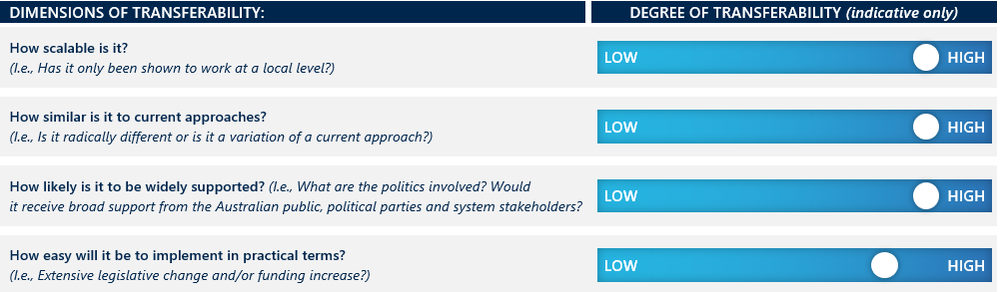 DIMENSIONS OF TRANSFERABILITY:
DEGREE OF TRANSFERABILITY (indicative only)
How scalable is it?
(I.e., Has it only been shown to work at a local level?)
LOW HIGH
How similar is it to current approaches?
(I.e., Is it radically different or is it a variation of a current approach?)
LOW HIGH
How likely is it to be widely supported? (I.e., What are the politics involved? Would
it receive broad support from the Australian public, political parties and system stakeholders?
LOW HIGH
How easy will it be to implement in practical terms?
(I.e., Extensive legislative change and/or funding increase?)
LOW HIGH